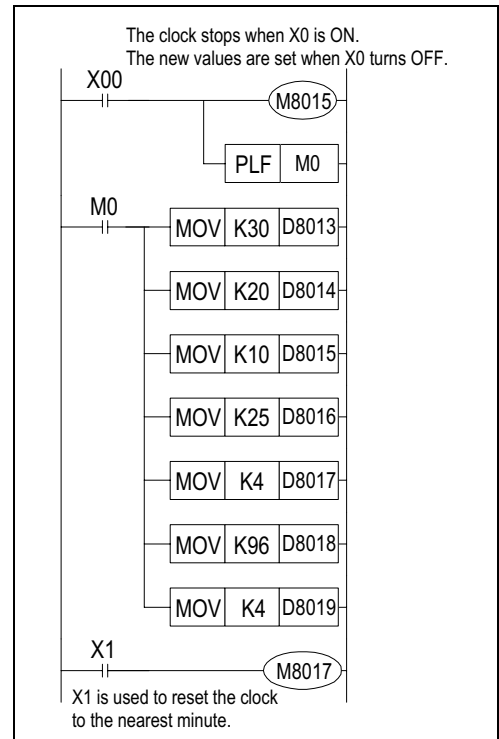 The clock stops when X0 is ON.
The new values are set when X0 turns OFF.
X00
M8015
PLF M0
M0
MOV K30 D8013
MOV K20 D8014
MOV K10 D8015
MOV K25 D8016
MOV K4 D8017
MOV K96 D8018
MOV K4 D8019
X1
M8017
X1 is used to reset the clock
to the nearest minute.